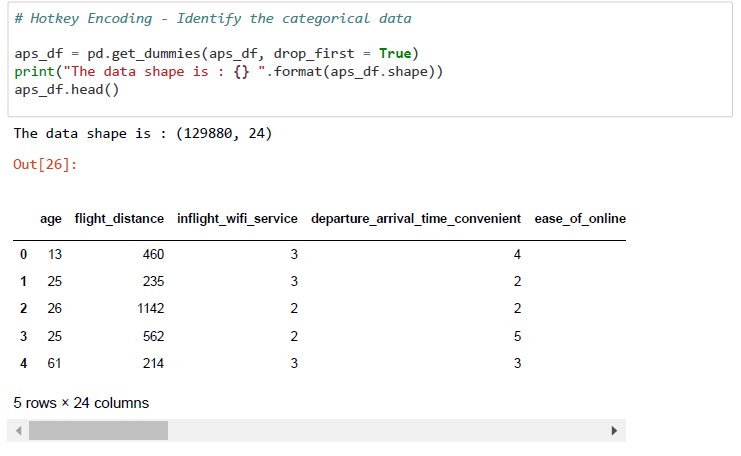 # Hotkey Encoding - Identify the categorical data
aps_df = pd.get_dummies(aps_df, drop_first = True)
print("The data shape is : {} ".format(aps_df.shape))
aps_df.head()
The data shape is : (129880, 24)
Out[26]:
age flight_distance inflight_wifi_service departure_arrival_time_convenient ease_of_online
0 13 460 3 4
1 25 235 3 2
2 26 1142 2 2
3 25 562 2 5
4 61 214 3 3
5 rows × 24 columns